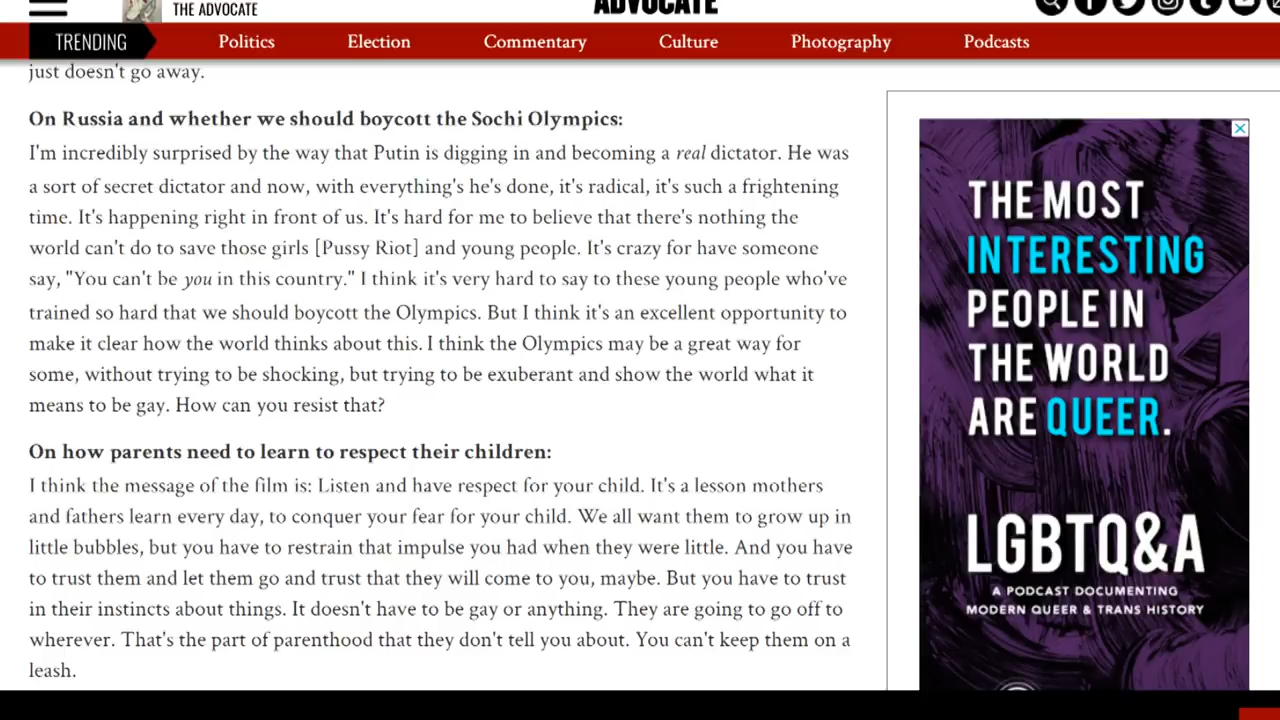 THE ADVOCATE
ADVOCATE
TRENDING
Politics
Election
Commentary
Culture
Photography
Podcasts
just doesn't go away.
On Russia and whether we should boycott the Sochi Olympics:
I'm incredibly surprised by the way that Putin is digging in and becoming a real dictator. He was
a sort of secret dictator and now, with everything's he's done, it's radical, it's such a frightening
time. It's happening right in front of us. It's hard for me to believe that there's nothing the
world can't do to save those girls [Pussy Riot] and young people. It's crazy for have someone
say, "You can't be you in this country." I think it's very hard to say to these young people who've
trained so hard that we should boycott the Olympics. But I think it's an excellent opportunity to
make it clear how the world thinks about this. I think the Olympics may be a great way for
some, without trying to be shocking, but trying to be exuberant and show the world what it
means to be gay. How can you resist that?
On how parents need to learn to respect their children:
I think the message of the film is: Listen and have respect for your child. It's a lesson mothers
and fathers learn every day, to conquer your fear for your child. We all want them to grow up in
little bubbles, but you have to restrain that impulse you had when they were little. And you have
to trust them and let them go and trust that they will come to you, maybe. But you have to trust
in their instincts about things. It doesn't have to be gay or anything. They are going to go off to
wherever. That's the part of parenthood that they don't tell you about. You can't keep them on a
leash.
THE MOST
INTERESTING
PEOPLE IN
THE WORLD
ARE QUEER.
LGBTQ&A
A PODCAST DOCUMENTING
MODERN QUEER & TRANS HISTORY